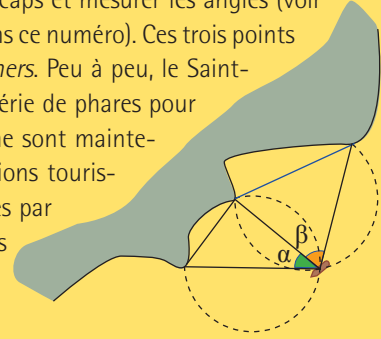 caps et mesurer les angles (voir
ns ce numéro). Ces trois points
ners. Peu à peu, le Saint-
érie de phares pour
ne sont mainte-
ions touris-
es par
s
β
α